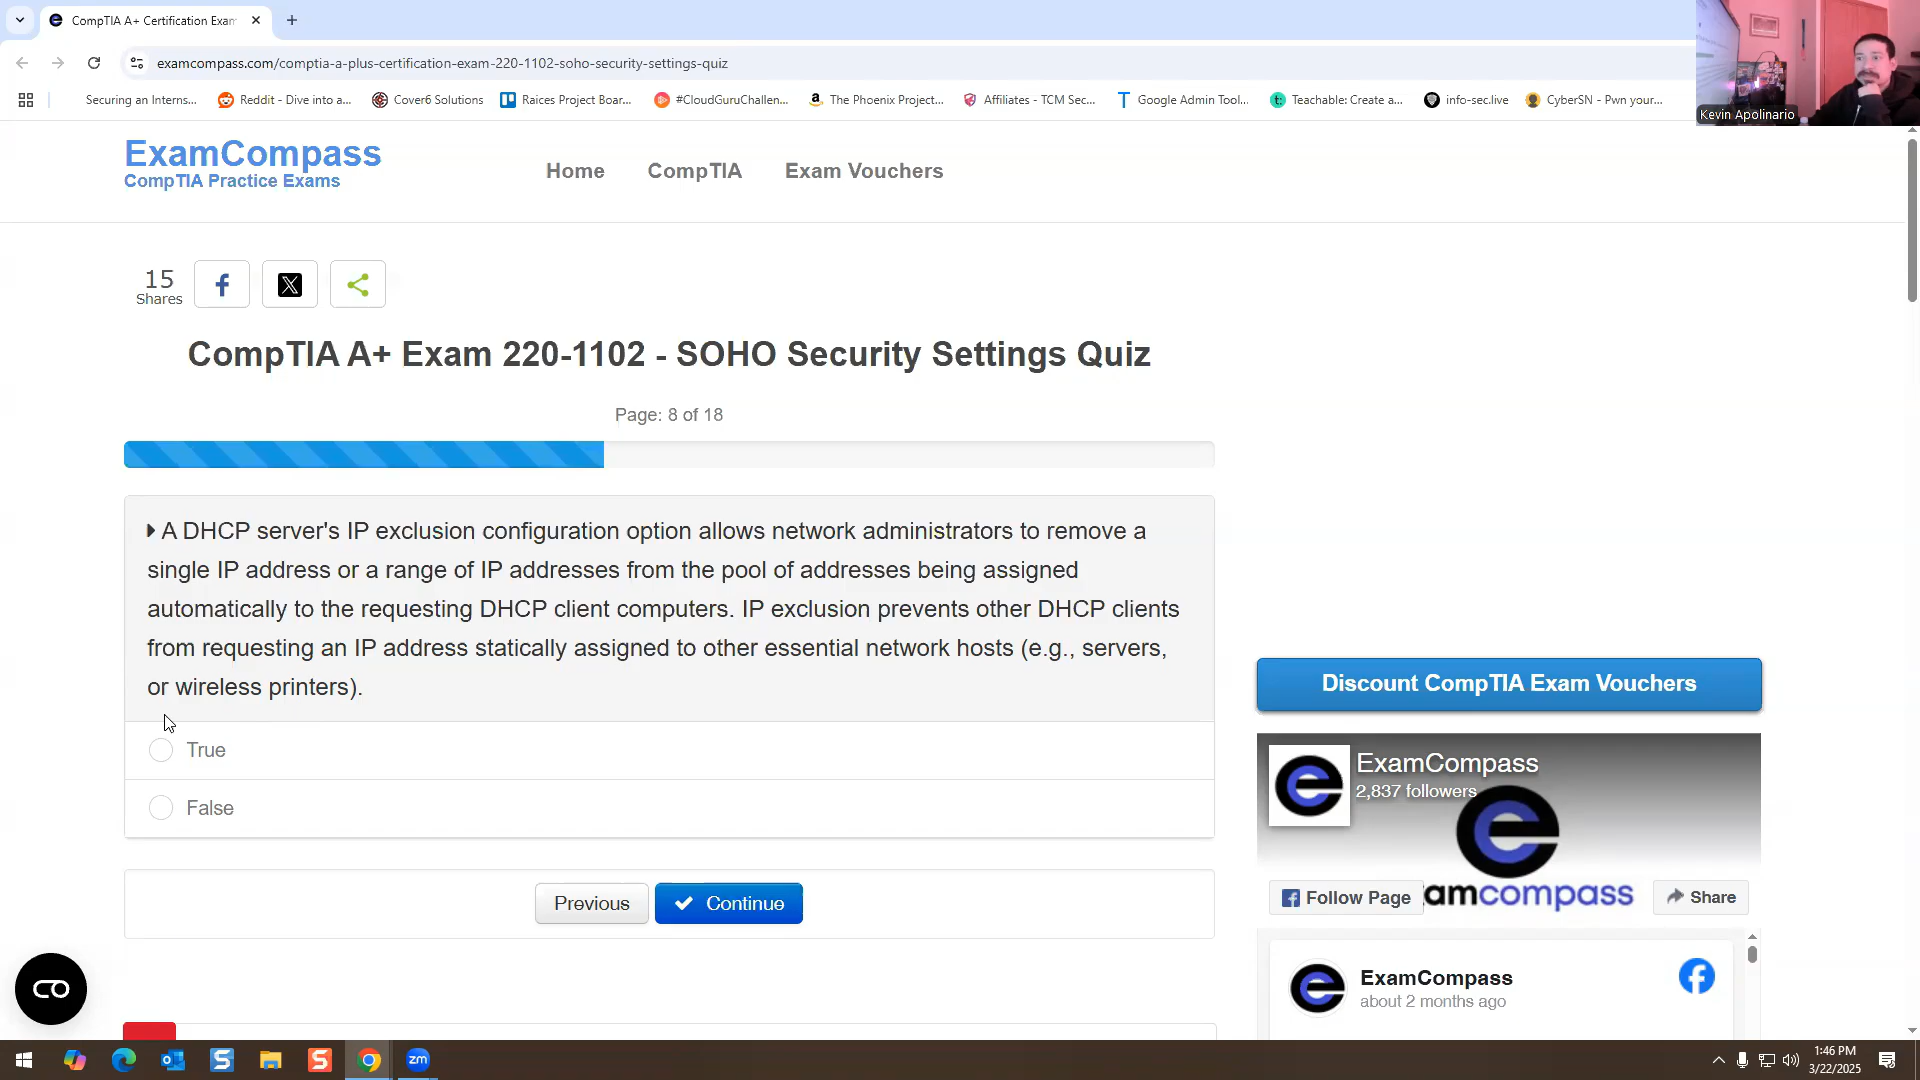 CompTIA A+ Certification Exam
examcompass.com/comptia-a-plus-certification-exam-220-1102-soho-security-settings-quiz
Securing an Interns...
Reddit - Dive into a...
Cover6 Solutions
Raices Project Boar...
#CloudGuruChallen...
The Phoenix Project...
Affiliates - TCM Sec...
Google Admin Tool...
Teachable: Create a...
info-sec.live
CyberSN - Pwn your...
Kevin Apolinario
ExamCompass
CompTIA Practice Exams
Home
CompTIA
Exam Vouchers
15
Shares
CompTIA A+ Exam 220-1102 - SOHO Security Settings Quiz
Page: 8 of 18
A DHCP server's IP exclusion configuration option allows network administrators to remove a
single IP address or a range of IP addresses from the pool of addresses being assigned
automatically to the requesting DHCP client computers. IP exclusion prevents other DHCP clients
from requesting an IP address statically assigned to other essential network hosts (e.g., servers,
or wireless printers).
True
False
Previous
Continue
Discount CompTIA Exam Vouchers
ExamCompass
2,837 followers
Follow Page
amcompass
Share
ExamCompass
about 2 months ago
zm
1:46 PM
3/22/2025